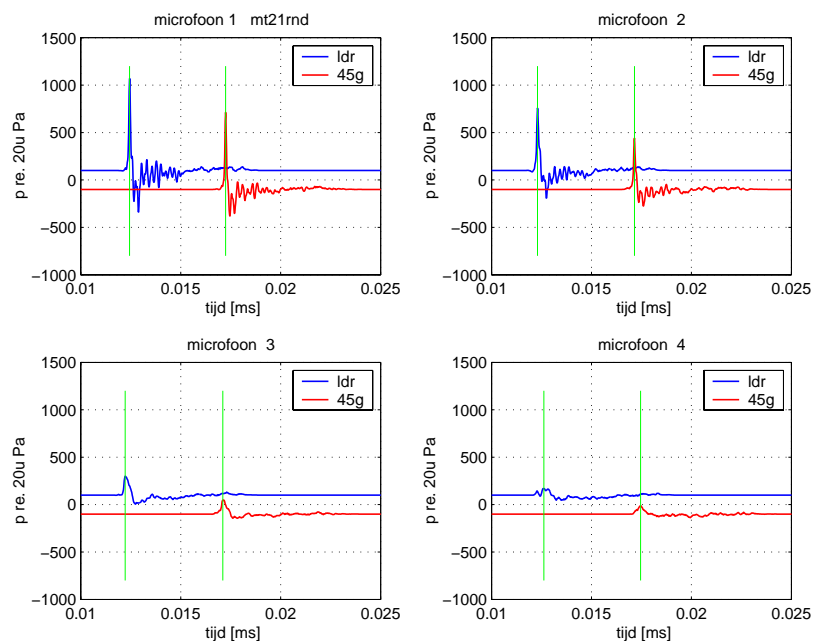 microfoon 1 mt21rnd
1500
1000
500
0
−500
−1000
p re. 20u Pa
0.01 0.015 0.02 0.025
tijd [ms]
ldr
45g
microfoon 2
1500
1000
500
0
−500
−1000
p re. 20u Pa
0.01 0.015 0.02 0.025
tijd [ms]
ldr
45g
microfoon 3
1500
1000
500
0
−500
−1000
p re. 20u Pa
0.01 0.015 0.02 0.025
tijd [ms]
ldr
45g
microfoon 4
1500
1000
500
0
−500
−1000
p re. 20u Pa
0.01 0.015 0.02 0.025
tijd [ms]
ldr
45g